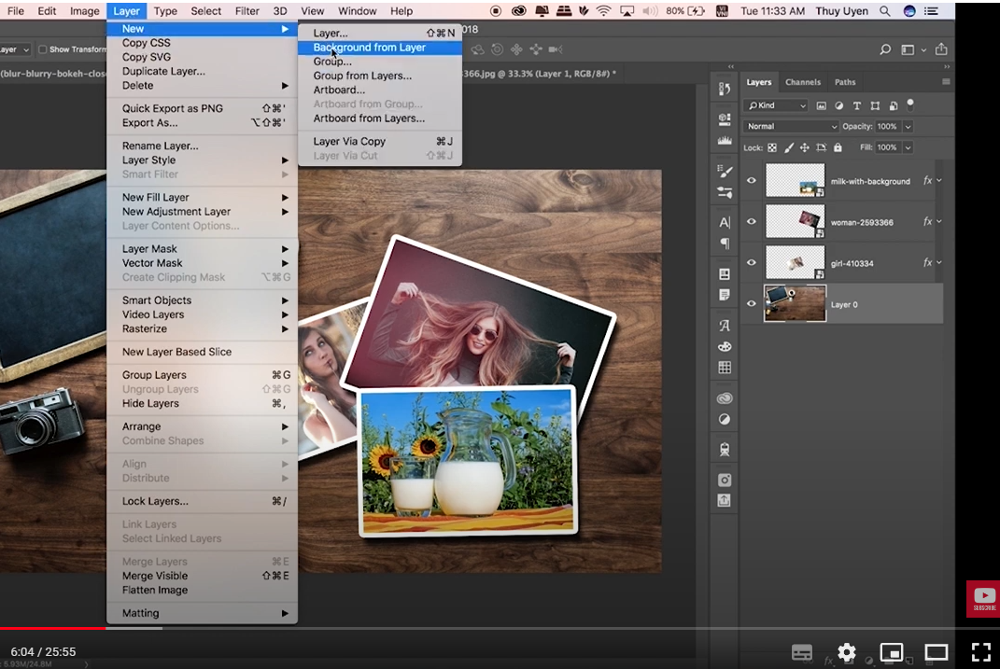 File Edit Image Layer Type Select Filter 3D View Window Help 80% Tue 11:33 AM Thuy Uyen
018
ayer
Show Transform
(blur-blurry-bokeh-clos
366.jpg @ 33.3% (Layer 1, RGB/8#) *
New
Copy CSS
Copy SVG
Duplicate Layer...
Delete
Quick Export as PNG ⇧⌘'
Export As... ⌥⇧⌘'
Rename Layer...
Layer Style
Smart Filter
New Fill Layer
New Adjustment Layer
Layer Content Options...
Layer Mask
Vector Mask
Create Clipping Mask ⌥⌘G
Smart Objects
Video Layers
Rasterize
New Layer Based Slice
Group Layers ⌘G
Ungroup Layers ⇧⌘G
Hide Layers ⌘,
Arrange
Combine Shapes
Align
Distribute
Lock Layers... ⌘/
Link Layers
Select Linked Layers
Merge Layers ⌘E
Merge Visible ⇧⌘E
Flatten Image
Matting
Layer... ⇧⌘N
Background from Layer
Group...
Group from Layers...
Artboard...
Artboard from Group...
Artboard from Layers...
Layer Via Copy ⌘J
Layer Via Cut ⇧⌘J
Layers Channels Paths
Kind
Normal Opacity: 100%
Lock: Fill: 100%
milk-with-background fx
woman-2593366 fx
girl-410334 fx
Layer 0
SUBSCRIBE
6:04 / 25:55
: 5.93M/24.8M
fx